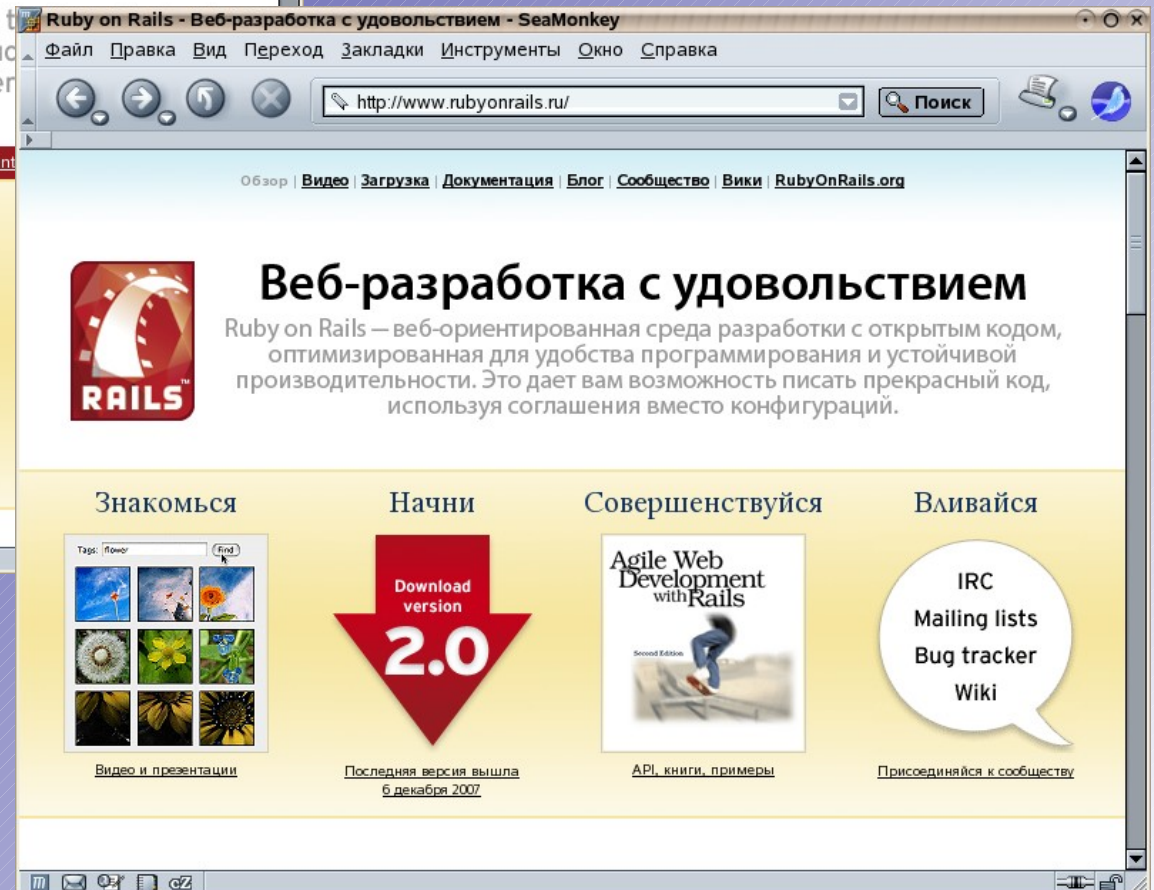 Ruby on Rails - Веб-разработка с удовольствием - SeaMonkey
Файл Правка Вид Переход Закладки Инструменты Окно Справка
http://www.rubyonrails.ru/ Поиск
Обзор | Видео | Загрузка | Документация | Блог | Сообщество | Вики | RubyOnRails.org
Веб-разработка с удовольствием
Ruby on Rails — веб-ориентированная среда разработки с открытым кодом,
оптимизированная для удобства программирования и устойчивой
производительности. Это дает вам возможность писать прекрасный код,
используя соглашения вместо конфигураций.
RAILS™
Знакомься
Tags: flower Find
Видео и презентации
Начни
Download
version
2.0
Последняя версия вышла
6 декабря 2007
Совершенствуйся
Agile Web
Development
with Rails
Second Edition
API, книги, примеры
Вливайся
IRC
Mailing lists
Bug tracker
Wiki
Присоединяйся к сообществу